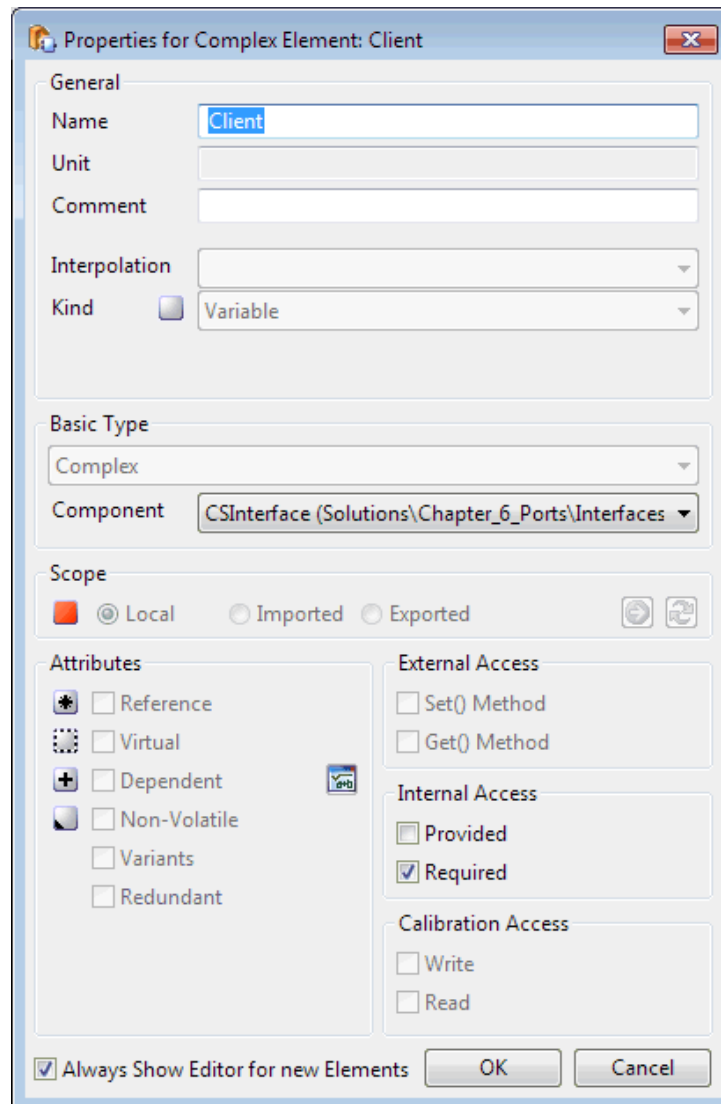 Properties for Complex Element: Client
General
Name Client
Unit
Comment
Interpolation
Kind Variable
Basic Type
Complex
Component CSInterface (Solutions\Chapter_6_Ports\Interfaces
Scope
Local Imported Exported
Attributes
Reference
Virtual
Dependent
Non-Volatile
Variants
Redundant
External Access
Set() Method
Get() Method
Internal Access
Provided
Required
Calibration Access
Write
Read
Always Show Editor for new Elements OK Cancel